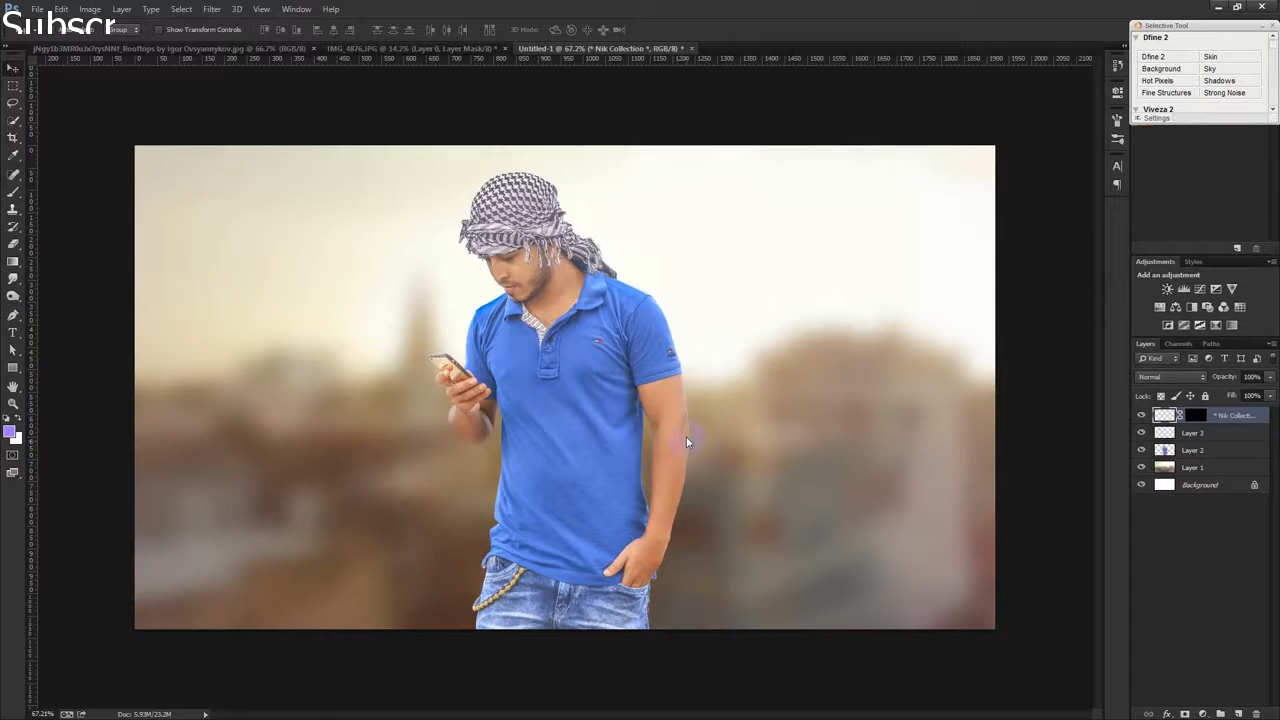 Ps File Edit Image Layer Type Select Filter 3D View Window Help
Subscr
Group Show Transform Controls 3D Mode:
jNgy1b3MR0uJx7rysNNf_Rooftops by Igor Ovsyannykov.jpg @ 66.7% (RGB/8) × IMG_4876.JPG @ 14.2% (Layer 0, Layer Mask/8) * × Untitled-1 @ 67.2% (* Nik Collection *, RGB/8) * ×
Selective Tool
Dfine 2
Dfine 2 Skin
Background Sky
Hot Pixels Shadows
Fine Structures Strong Noise
Viveza 2
Settings
Adjustments Styles
Add an adjustment
Layers Channels Paths
Kind
Normal Opacity: 100%
Lock: Fill: 100%
* Nik Collecti...
Layer 3
Layer 2
Layer 1
Background
67.21% Doc: 5.93M/23.2M